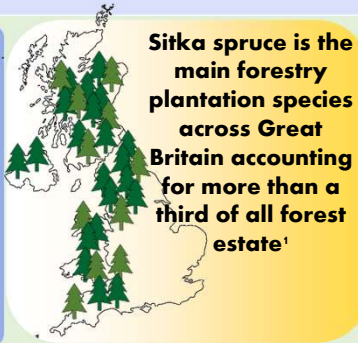 Sitka spruce is the
main forestry
plantation species
across Great
Britain accounting
for more than a
third of all forest
estate¹